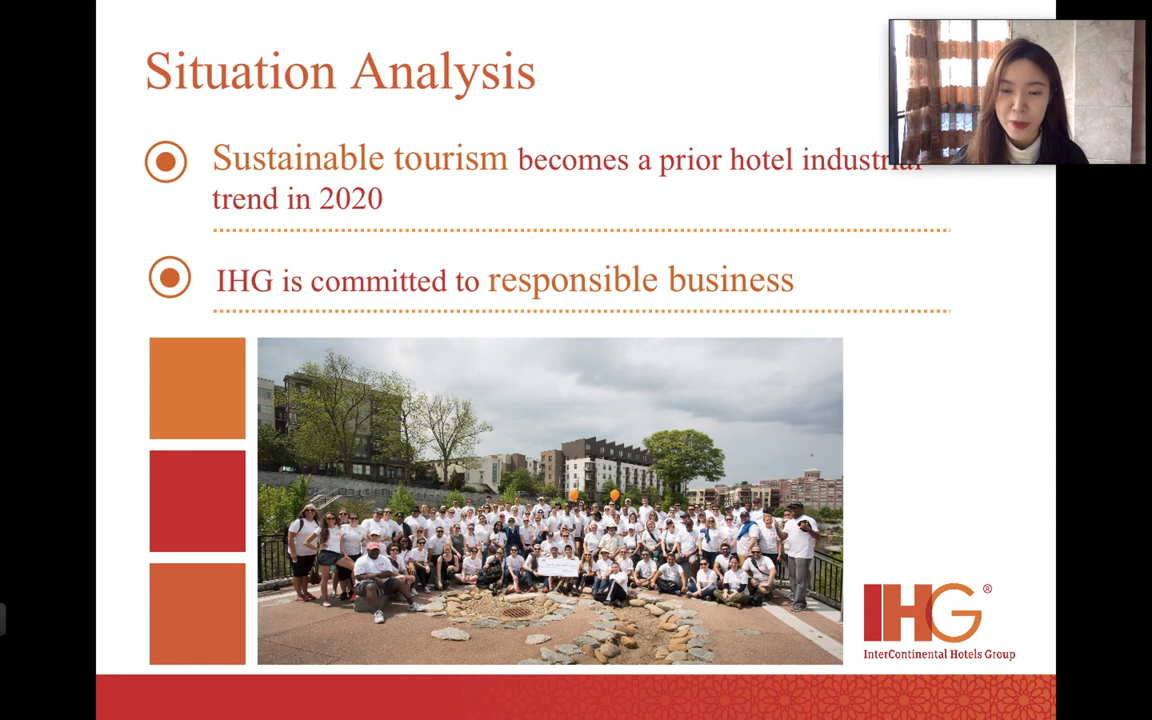 Situation Analysis
Sustainable tourism becomes a prior hotel industrial
trend in 2020
IHG is committed to responsible business
IHG®
InterContinental Hotels Group